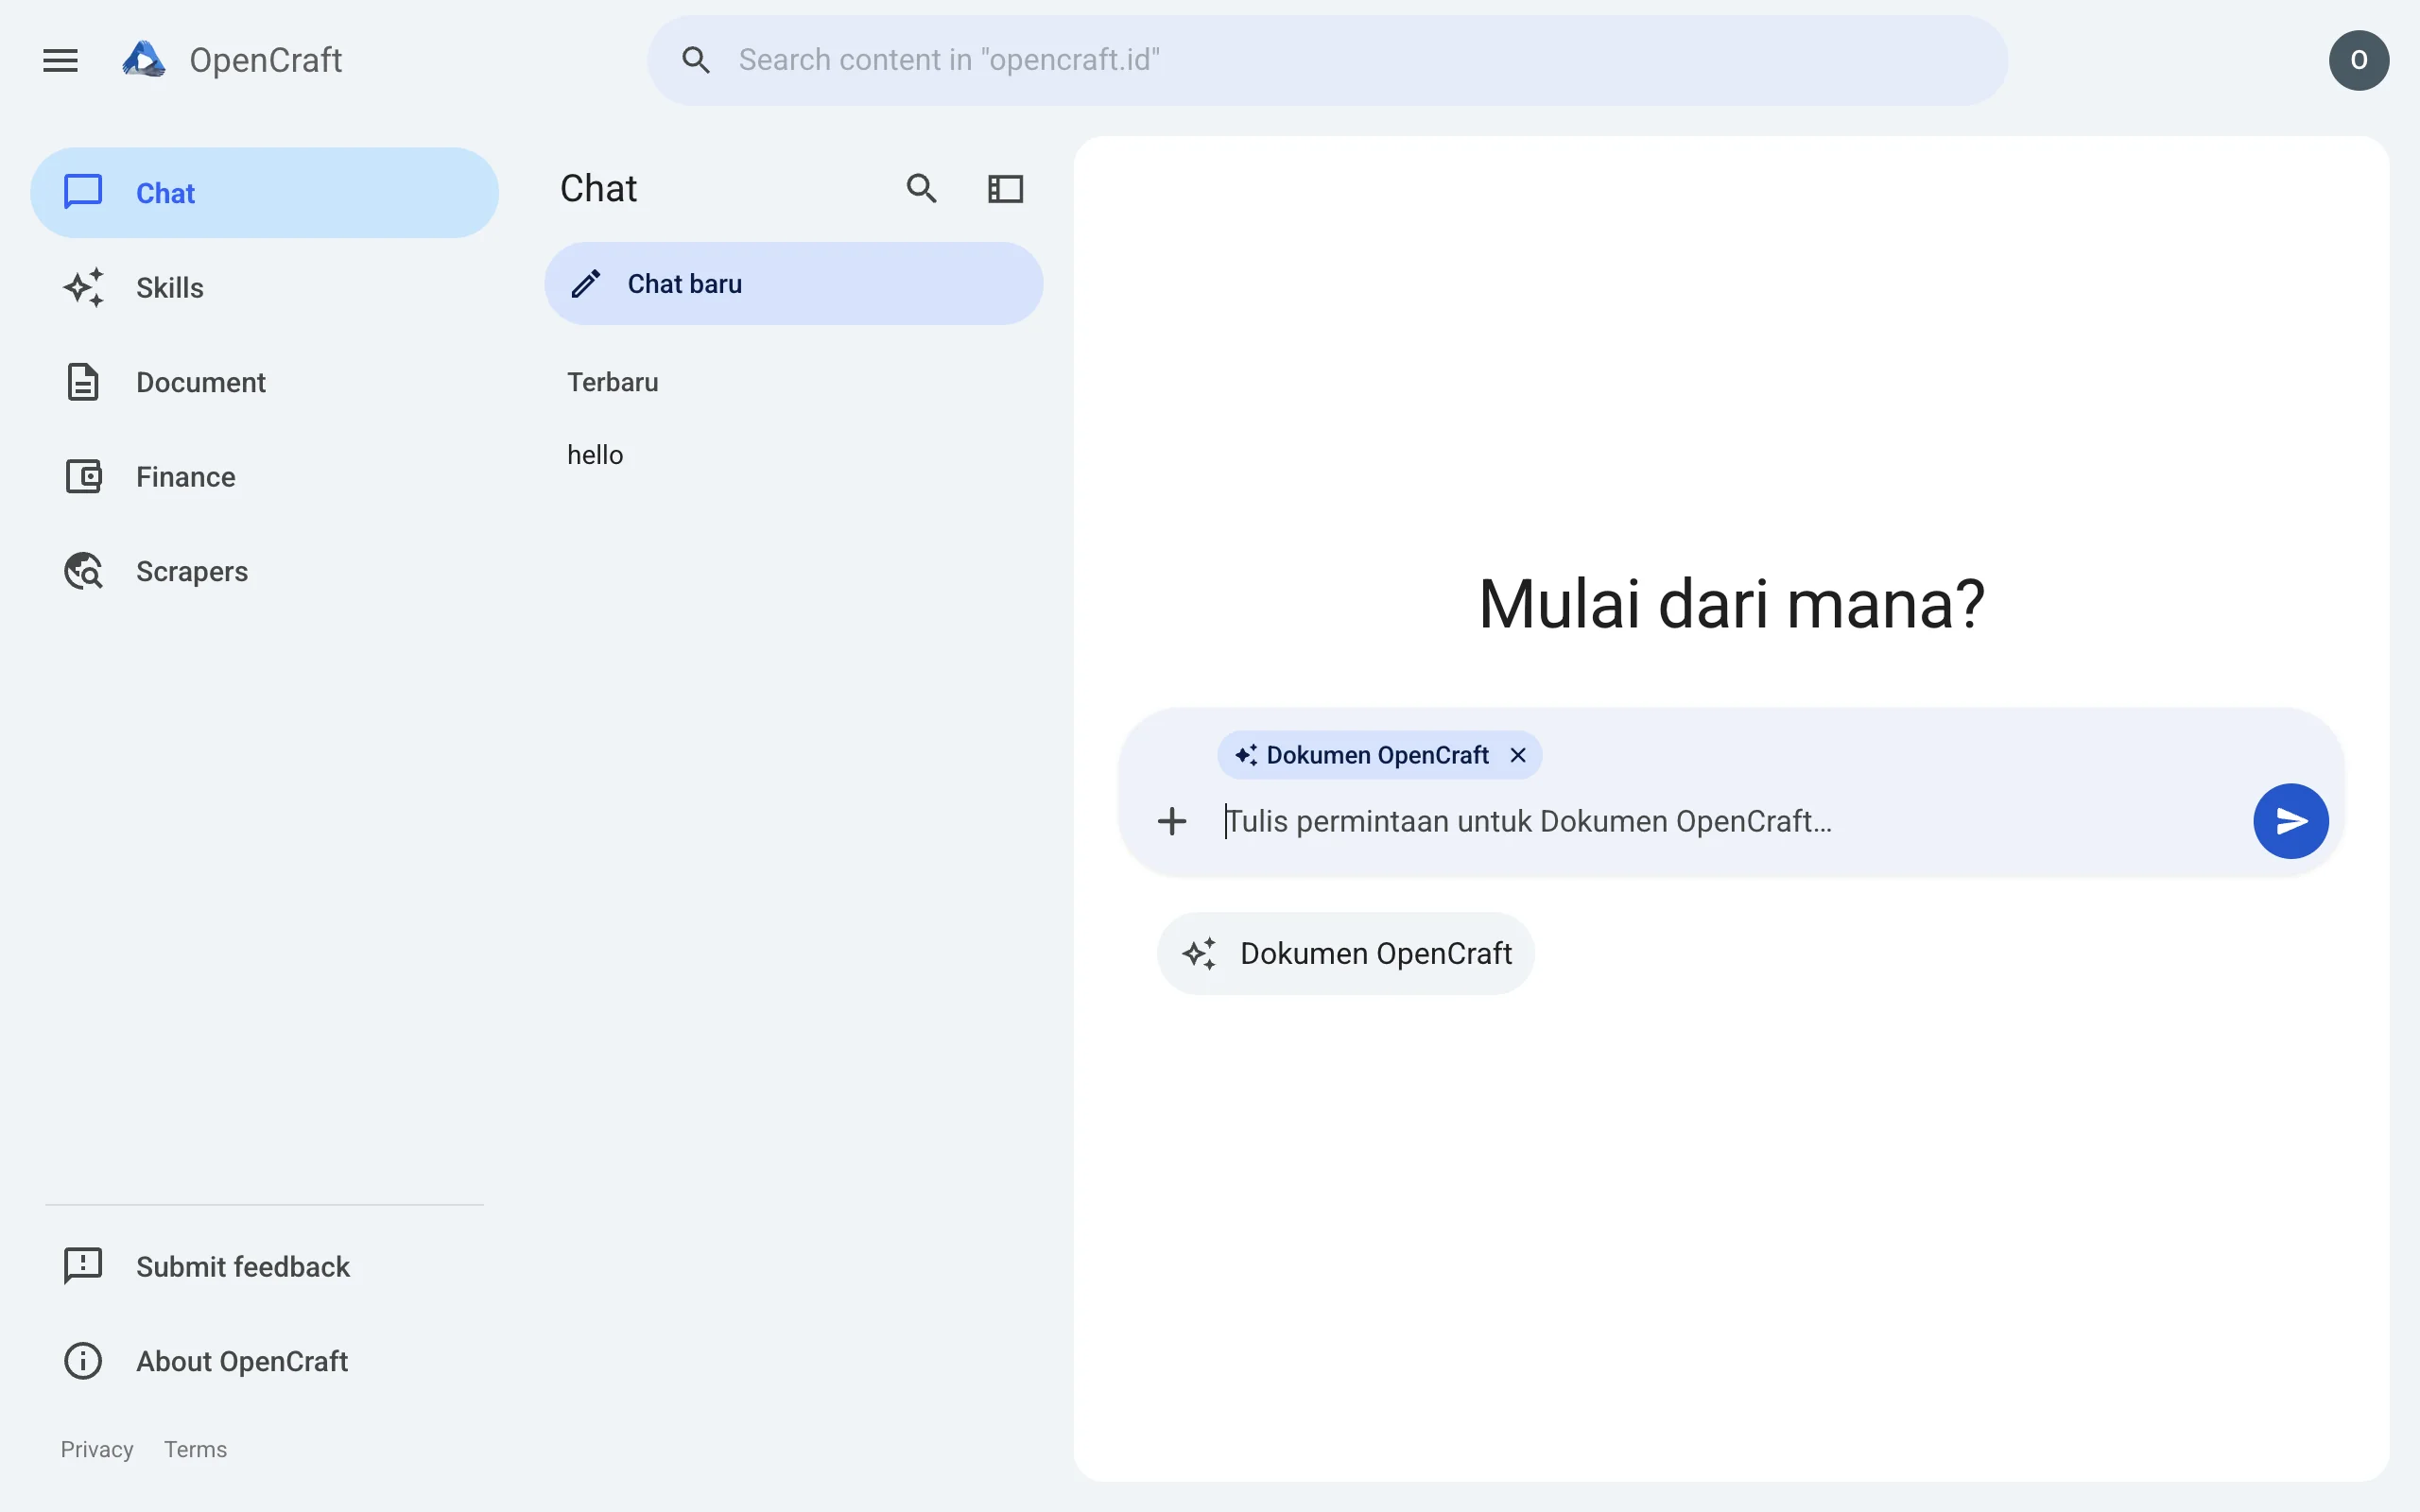 OpenCraft
Search content in "opencraft.id"
O
Chat
Skills
Document
Finance
Scrapers
Submit feedback
About OpenCraft
Privacy Terms
Chat
Chat baru
Terbaru
hello
Mulai dari mana?
Dokumen OpenCraft
Tulis permintaan untuk Dokumen OpenCraft...
Dokumen OpenCraft